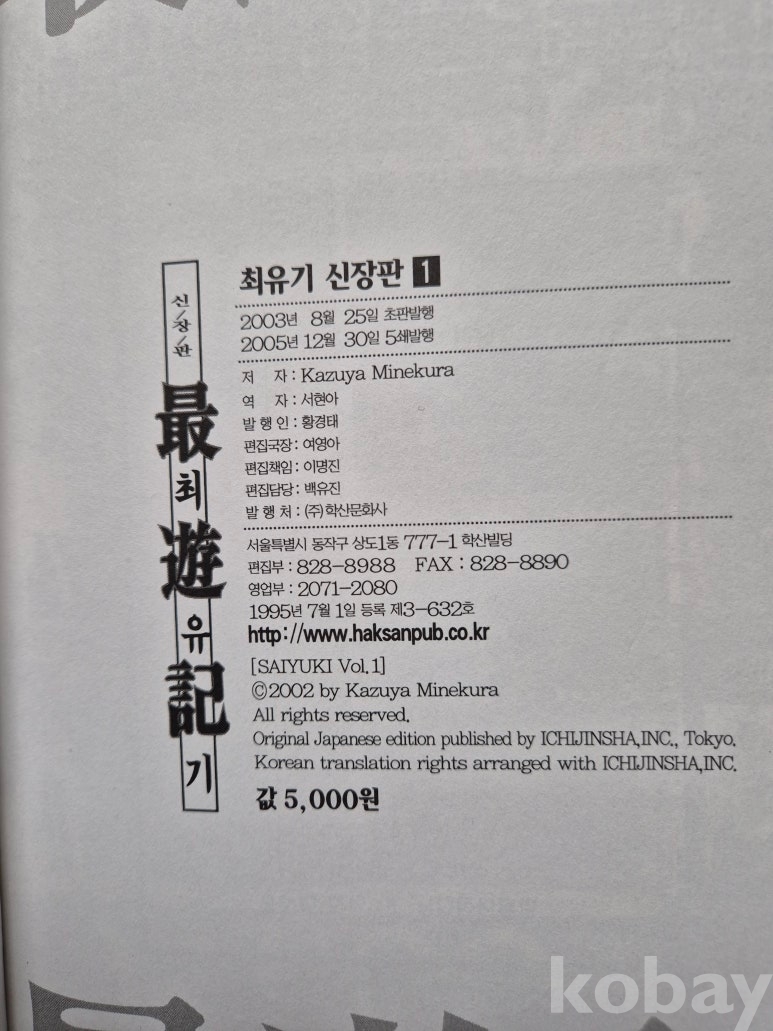 신/장/판
最
최
遊
유
記
기
최유기 신장판 1
2003년 8월 25일 초판발행
2005년 12월 30일 5쇄발행
저 자 : Kazuya Minekura
역 자 : 서현아
발 행 인 : 황경태
편집국장 : 여영아
편집책임 : 이명진
편집담당 : 백유진
발 행 처 : (주)학산문화사
서울특별시 동작구 상도1동 777-1 학산빌딩
편집부 : 828-8988 FAX : 828-8890
영업부 : 2071-2080
1995년 7월 1일 등록 제3-632호
http://www.haksanpub.co.kr
[SAIYUKI Vol.1]
©2002 by Kazuya Minekura
All rights reserved.
Original Japanese edition published by ICHIJINSHA,INC., Tokyo.
Korean translation rights arranged with ICHIJINSHA,INC.
값 5,000원
kobay